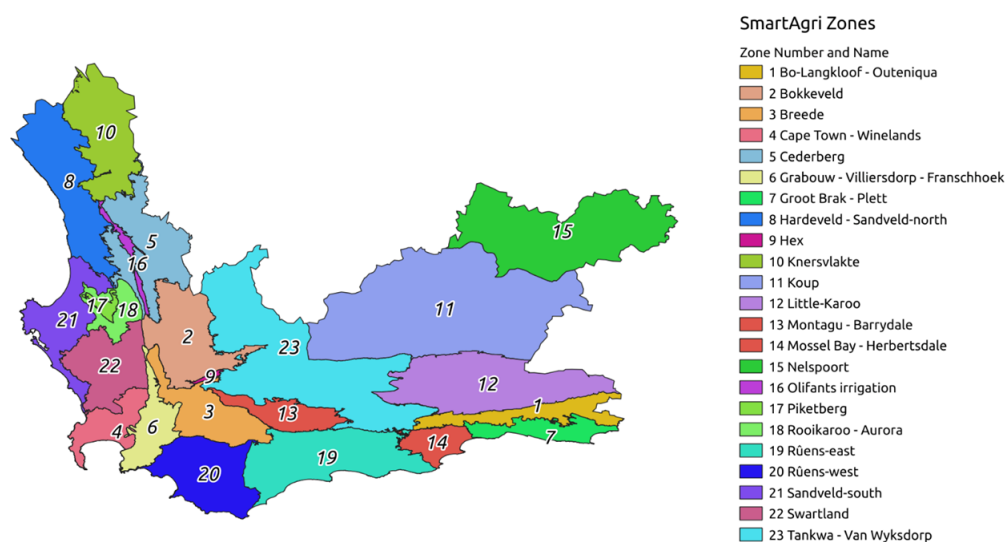 SmartAgri Zones
Zone Number and Name
1 Bo-Langkloof - Outeniqua
2 Bokkeveld
3 Breede
4 Cape Town - Winelands
5 Cederberg
6 Grabouw - Villiersdorp - Franschhoek
7 Groot Brak - Plett
8 Hardeveld - Sandveld-north
9 Hex
10 Knersvlakte
11 Koup
12 Little-Karoo
13 Montagu - Barrydale
14 Mossel Bay - Herbertsdale
15 Nelspoort
16 Olifants irrigation
17 Piketberg
18 Rooikaroo - Aurora
19 Rûens-east
20 Rûens-west
21 Sandveld-south
22 Swartland
23 Tankwa - Van Wyksdorp
10
8
15
5
16
17
18
11
21
2
23
22
9
12
1
3
13
4
6
7
14
19
20